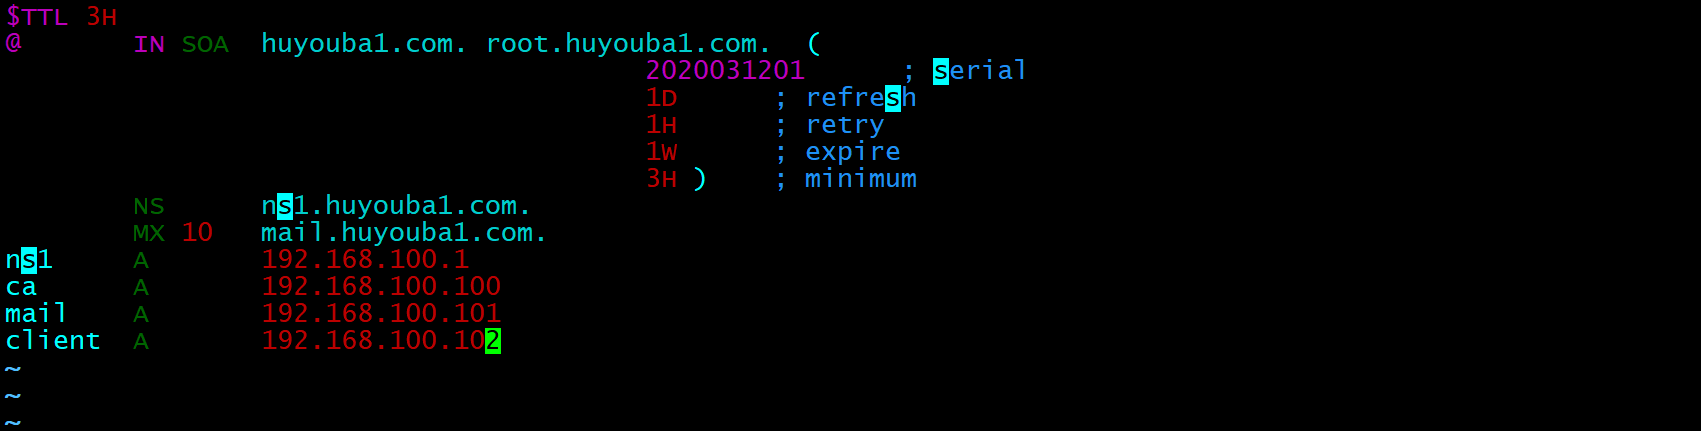 $TTL 3H
@ IN SOA huyouba1.com. root.huyouba1.com. (
2020031201 ; serial
1D ; refresh
1H ; retry
1W ; expire
3H ) ; minimum
NS ns1.huyouba1.com.
MX 10 mail.huyouba1.com.
ns1 A 192.168.100.1
ca A 192.168.100.100
mail A 192.168.100.101
client A 192.168.100.102
~
~
~